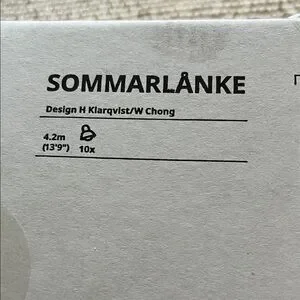 SOMMARLÅNKE
Design H Klarqvist/W Chong
4.2m
(13'9") 10x